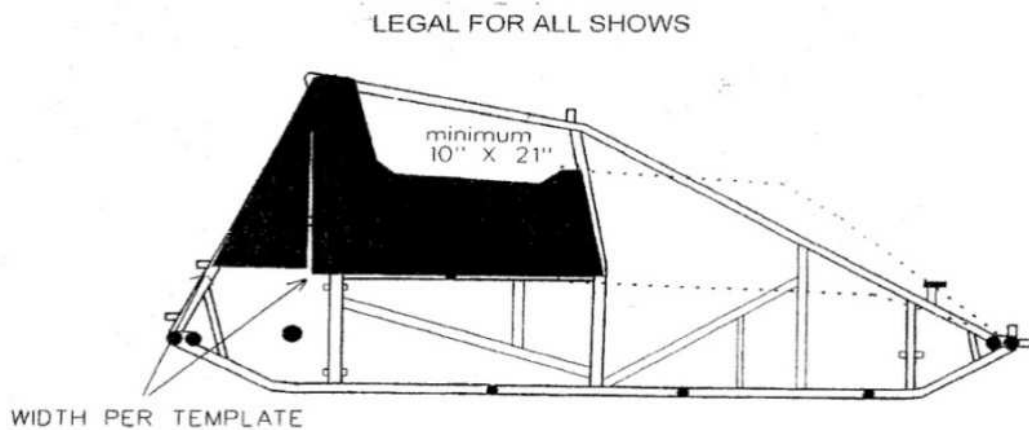 LEGAL FOR ALL SHOWS
minimum
10" X 21"
WIDTH PER TEMPLATE